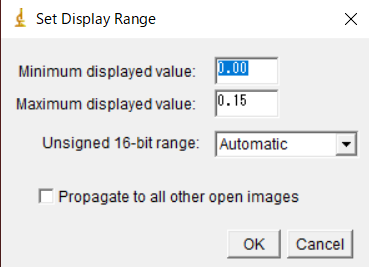 Set Display Range
Minimum displayed value: 0.00
Maximum displayed value: 0.15
Unsigned 16-bit range: Automatic
Propagate to all other open images
OK Cancel